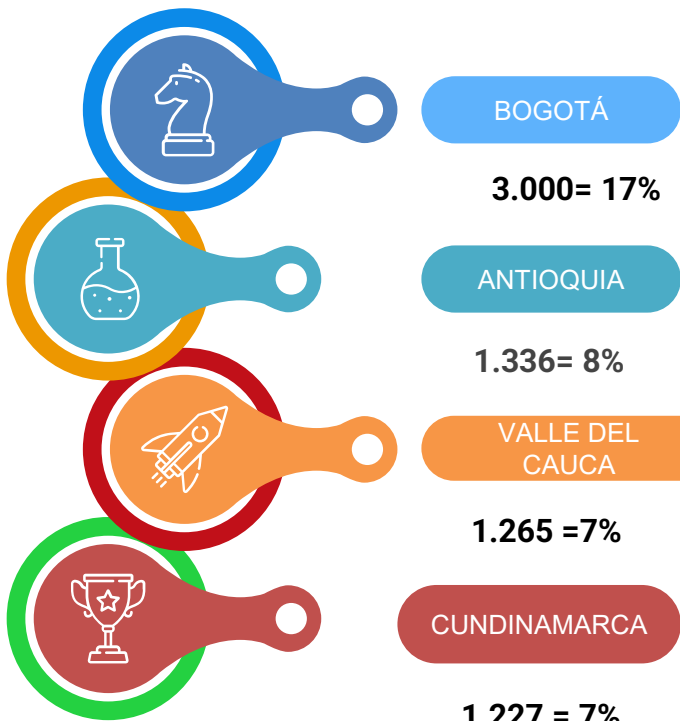 BOGOTÁ
3.000= 17%
ANTIOQUIA
1.336= 8%
VALLE DEL
CAUCA
1.265 =7%
CUNDINAMARCA
1.227 = 7%